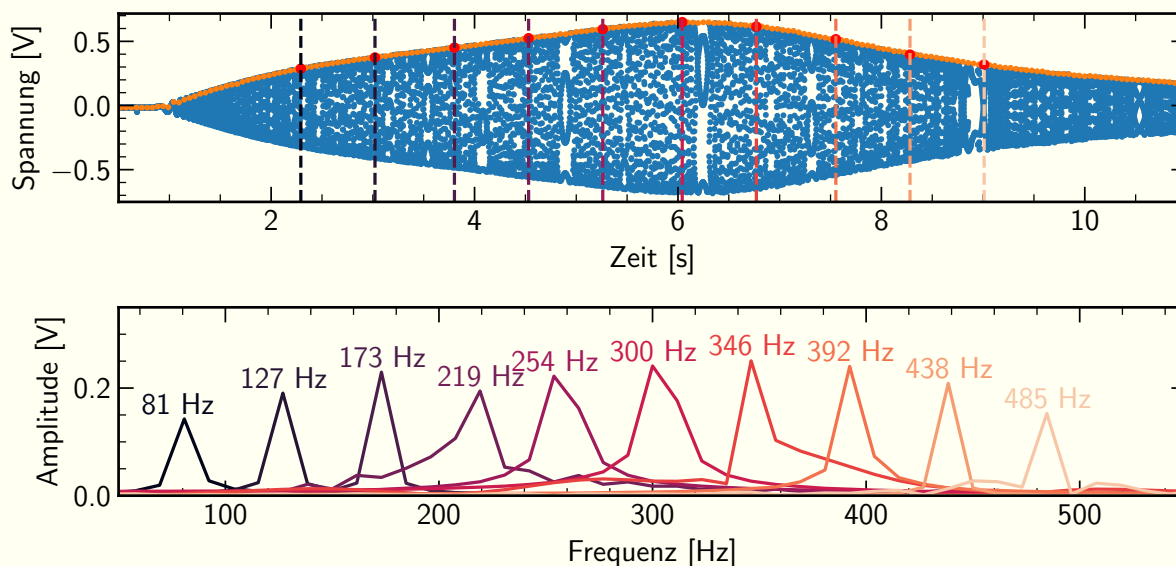 Spannung [V]
0.5
0.0
−0.5
2 4 6 8 10
Zeit [s]
Amplitude [V]
0.2
0.0
81 Hz
127 Hz
173 Hz
219 Hz
254 Hz
300 Hz
346 Hz
392 Hz
438 Hz
485 Hz
100 200 300 400 500
Frequenz [Hz]